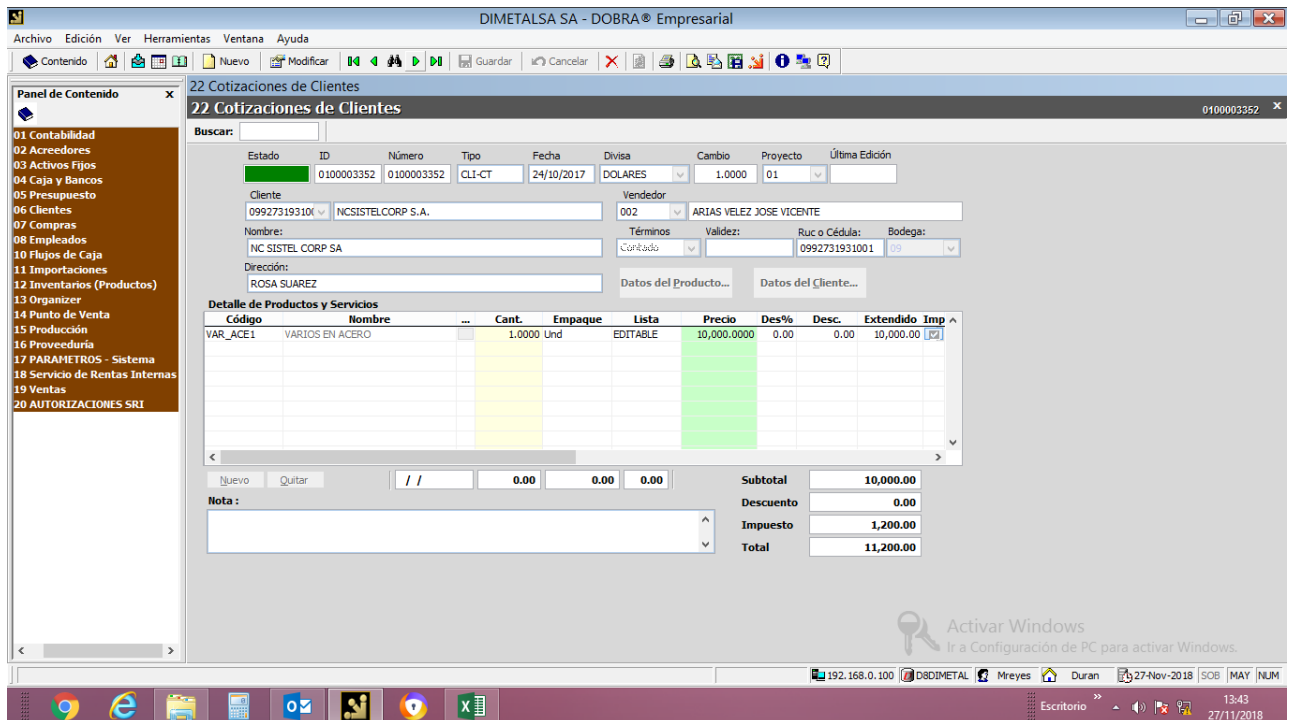 DIMETALSA SA - DOBRA® Empresarial
Archivo Edición Ver Herramientas Ventana Ayuda
Contenido Nuevo Modificar Guardar Cancelar
Panel de Contenido x
22 Cotizaciones de Clientes
22 Cotizaciones de Clientes 0100003352 x
Buscar:
01 Contabilidad
02 Acreedores
03 Activos Fijos
04 Caja y Bancos
05 Presupuesto
06 Clientes
07 Compras
08 Empleados
10 Flujos de Caja
11 Importaciones
12 Inventarios (Productos)
13 Organizer
14 Punto de Venta
15 Producción
16 Proveeduría
17 PARAMETROS - Sistema
18 Servicio de Rentas Internas
19 Ventas
20 AUTORIZACIONES SRI
Estado ID Número Tipo Fecha Divisa Cambio Proyecto Última Edición
0100003352 0100003352 CLI-CT 24/10/2017 DOLARES 1.0000 01
Cliente Vendedor
0992731931 NCSISTELCORP S.A. 002 ARIAS VELEZ JOSE VICENTE
Nombre: Términos Validez: Ruc o Cédula: Bodega:
NC SISTEL CORP SA Contado 0992731931001 09
Dirección:
ROSA SUAREZ Datos del Producto... Datos del Cliente...
Detalle de Productos y Servicios
Código Nombre ... Cant. Empaque Lista Precio Des% Desc. Extendido Imp
VAR_ACE1 VARIOS EN ACERO 1.0000 Und EDITABLE 10,000.0000 0.00 0.00 10,000.00
Nuevo Quitar / / 0.00 0.00 0.00 Subtotal 10,000.00
Nota : Descuento 0.00
Impuesto 1,200.00
Total 11,200.00
Activar Windows
Ir a Configuración de PC para activar Windows.
192.168.0.100 D8DIMETAL Mreyes Duran 27-Nov-2018 SOB MAY NUM
Escritorio » 13:43
27/11/2018